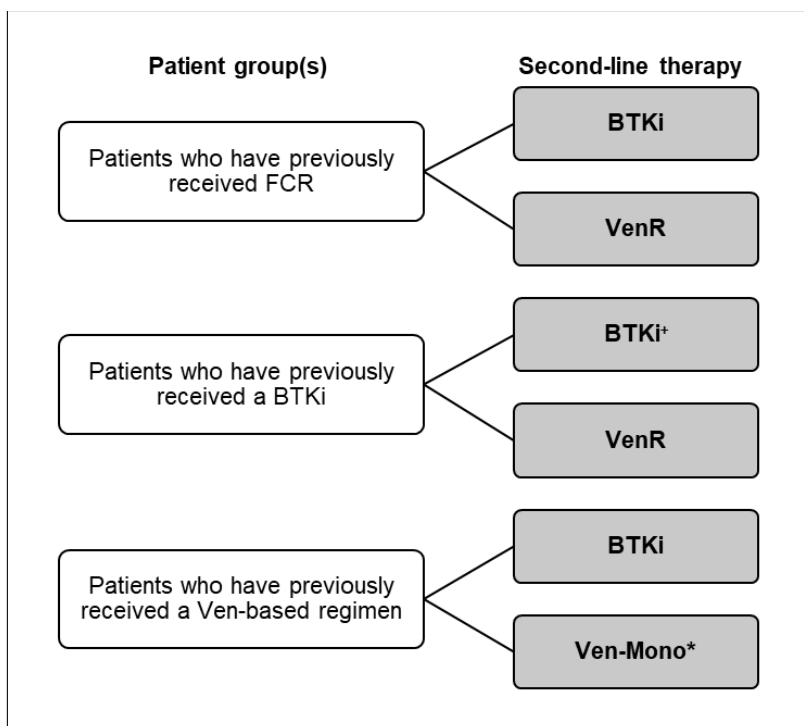 Patient group(s)
Second-line therapy
Patients who have previously
received FCR
BTKi
VenR
Patients who have previously
received a BTKi
BTKi⁺
VenR
Patients who have previously
received a Ven-based regimen
BTKi
Ven-Mono*